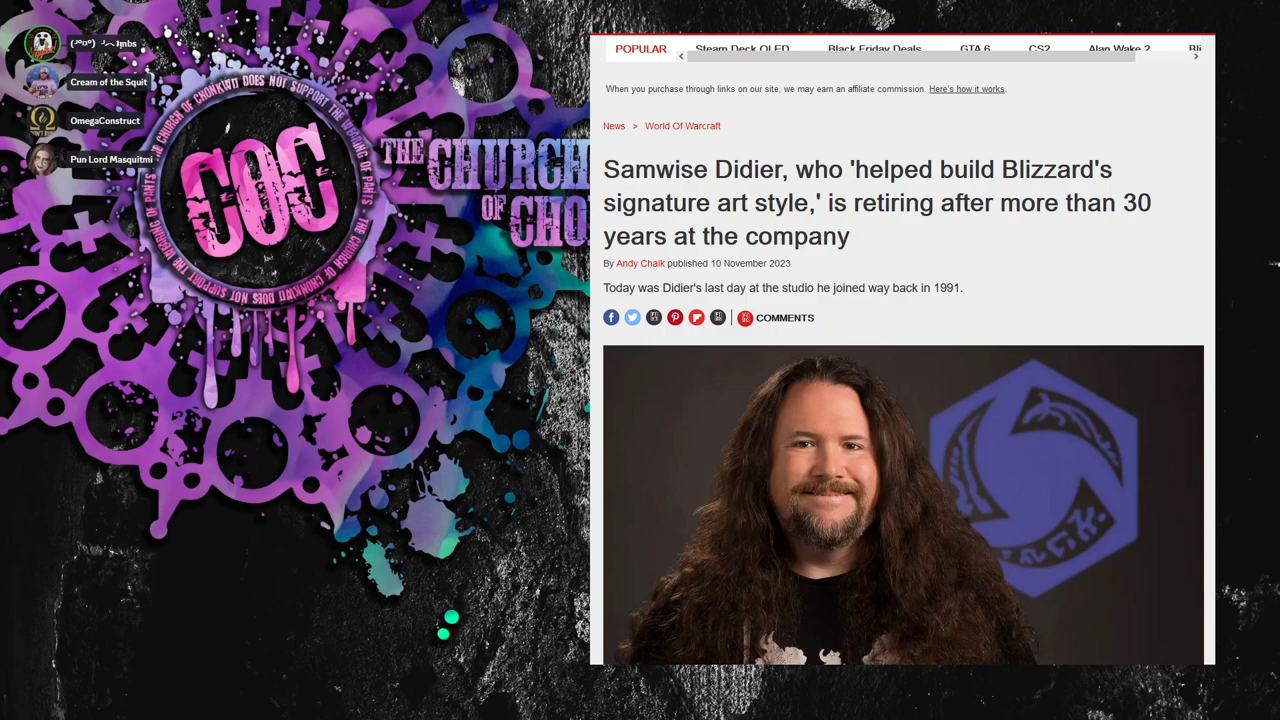 hnbs
Cream of the Squit
OmegaConstruct
Pun Lord Masquitmi
THE CHURCH OF CHONKWII DOES NOT SUPPORT THE WEARING OF PANTS
COC
THE CHURCH
OF CHO
POPULAR Steam Deck OLED Black Friday Deals GTA 6 CS2 Alan Wake 2 Bli
When you purchase through links on our site, we may earn an affiliate commission. Here's how it works.
News > World Of Warcraft
Samwise Didier, who 'helped build Blizzard's
signature art style,' is retiring after more than 30
years at the company
By Andy Chalk published 10 November 2023
Today was Didier's last day at the studio he joined way back in 1991.
COMMENTS